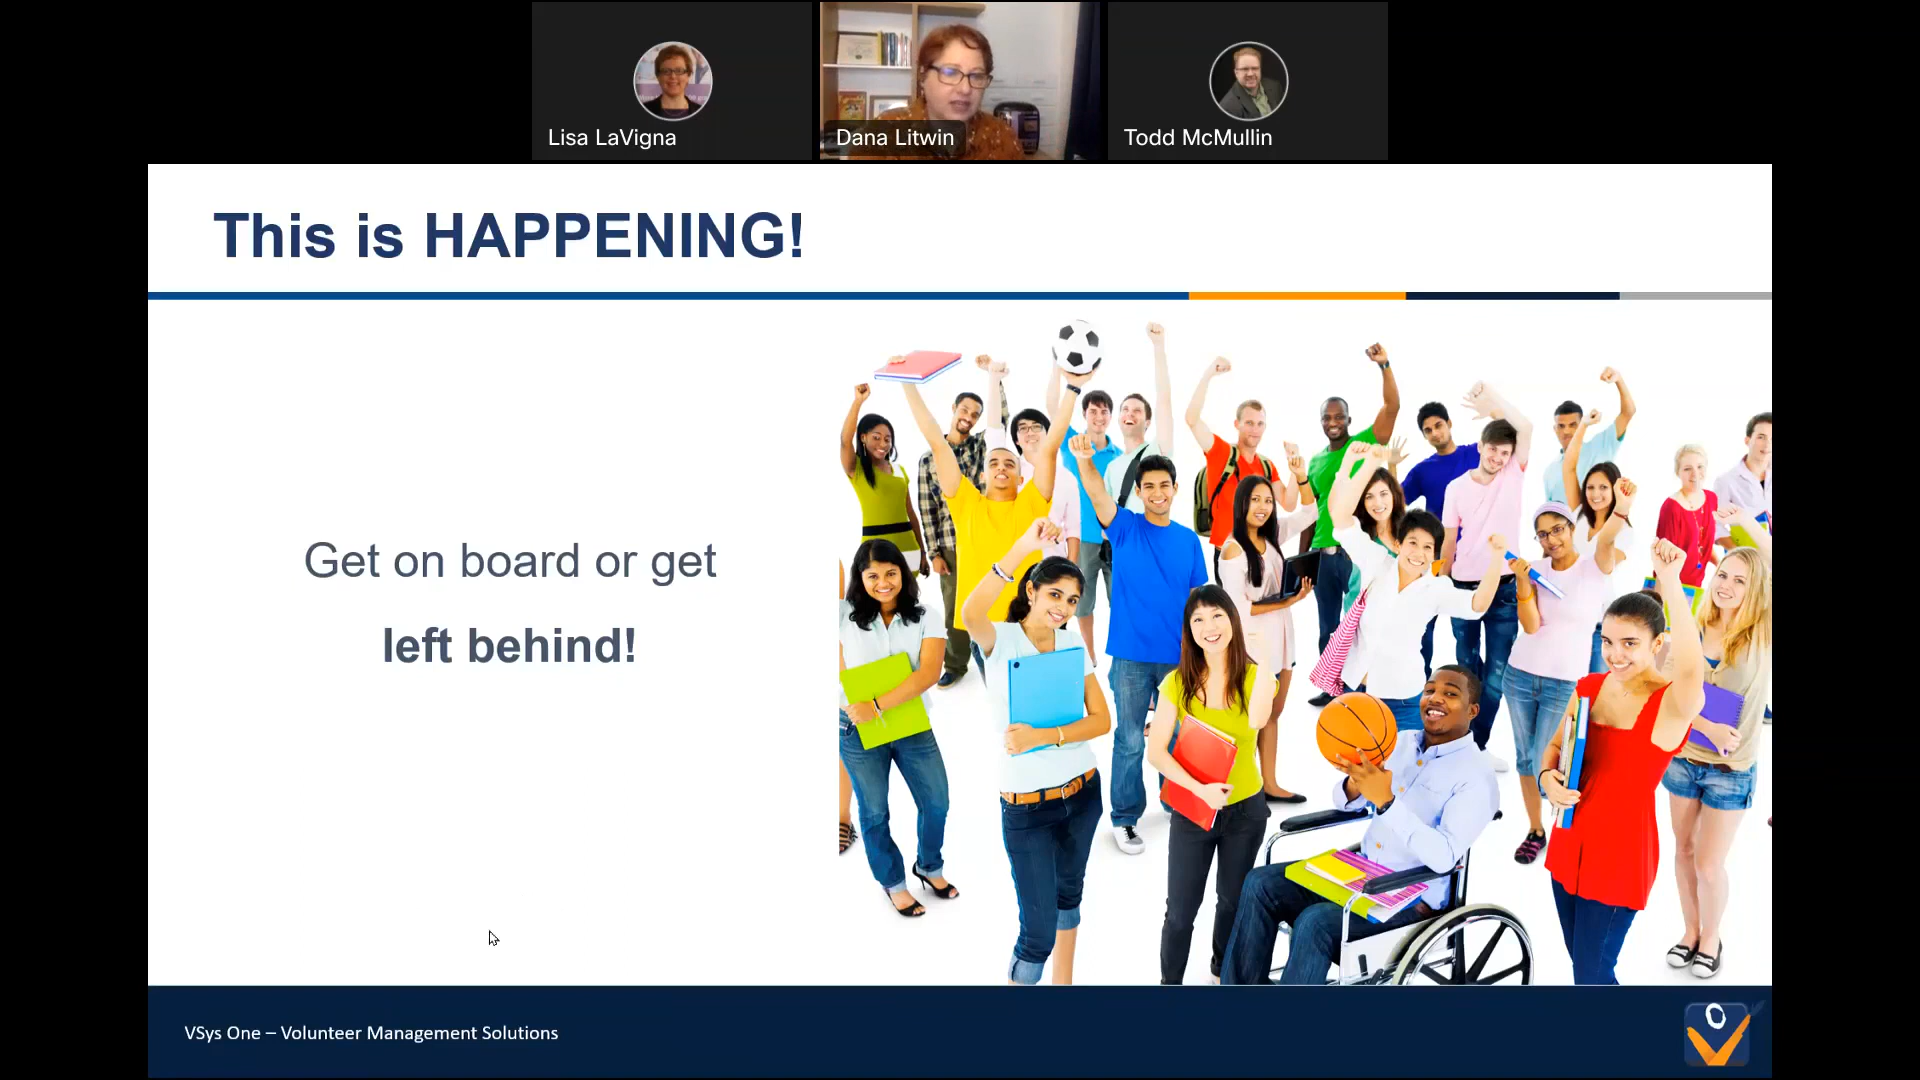 Lisa LaVigna
Dana Litwin
Todd McMullin
This is HAPPENING!
Get on board or get
left behind!
VSys One – Volunteer Management Solutions